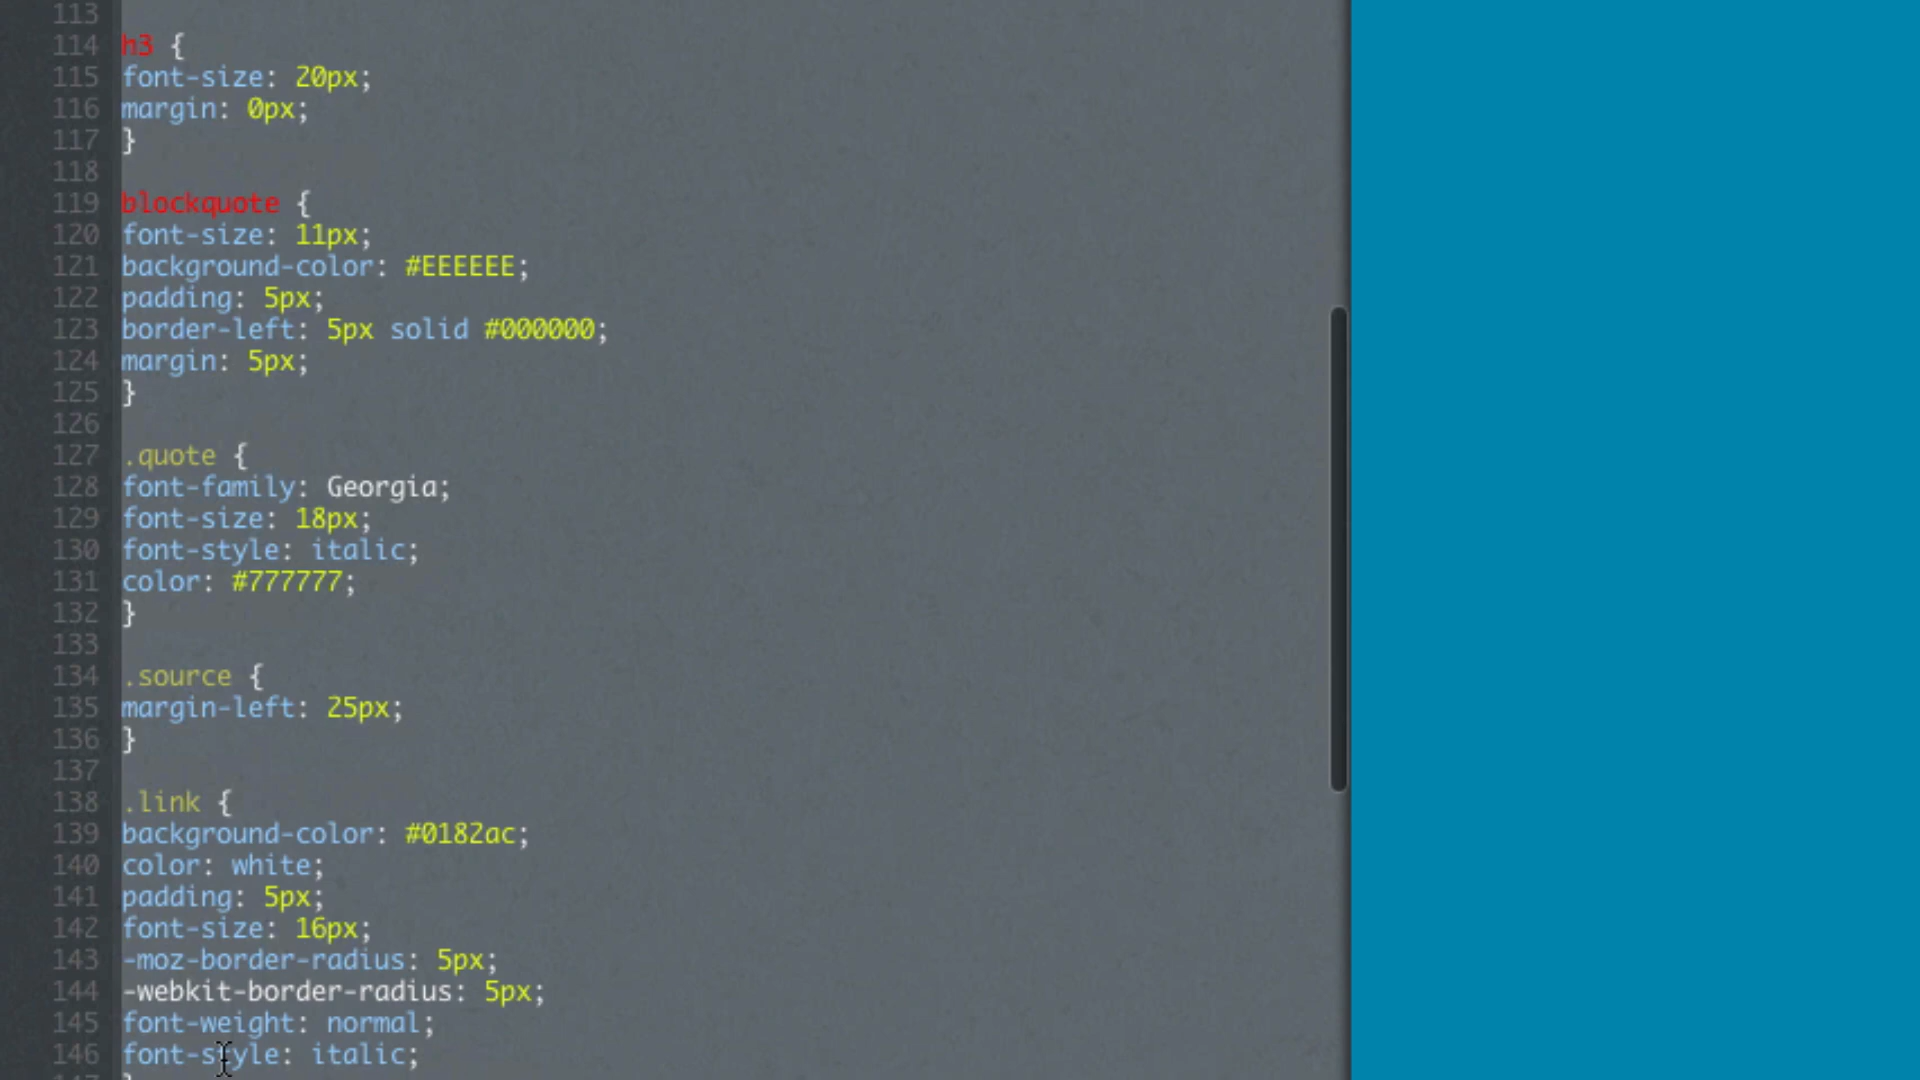 113
114 h3 {
115 font-size: 20px;
116 margin: 0px;
117 }
118
119 blockquote {
120 font-size: 11px;
121 background-color: #EEEEEE;
122 padding: 5px;
123 border-left: 5px solid #000000;
124 margin: 5px;
125 }
126
127 .quote {
128 font-family: Georgia;
129 font-size: 18px;
130 font-style: italic;
131 color: #777777;
132 }
133
134 .source {
135 margin-left: 25px;
136 }
137
138 .link {
139 background-color: #0182ac;
140 color: white;
141 padding: 5px;
142 font-size: 16px;
143 -moz-border-radius: 5px;
144 -webkit-border-radius: 5px;
145 font-weight: normal;
146 font-style: italic;